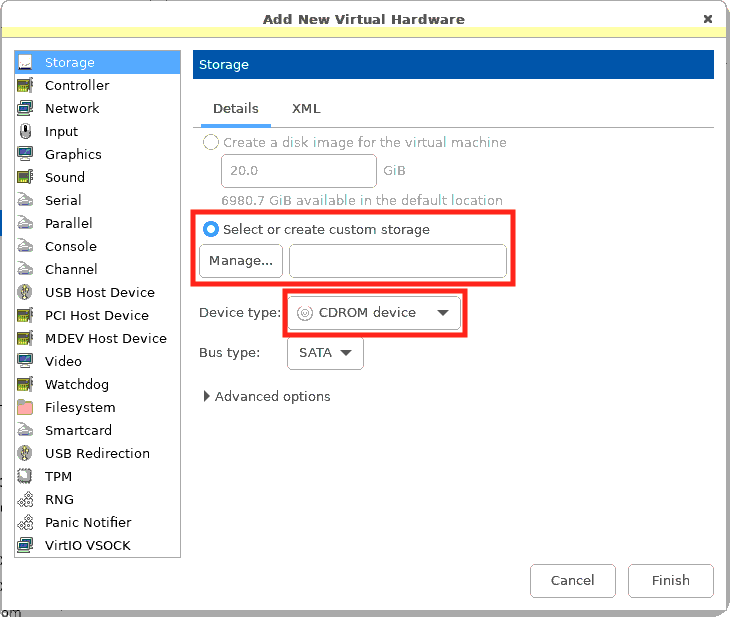 Add New Virtual Hardware
Storage
Controller
Network
Input
Graphics
Sound
Serial
Parallel
Console
Channel
USB Host Device
PCI Host Device
MDEV Host Device
Video
Watchdog
Filesystem
Smartcard
USB Redirection
TPM
RNG
Panic Notifier
VirtIO VSOCK
Storage
Details XML
Create a disk image for the virtual machine
20.0 GiB
6980.7 GiB available in the default location
Select or create custom storage
Manage...
Device type: CDROM device
Bus type: SATA
Advanced options
Cancel Finish
om